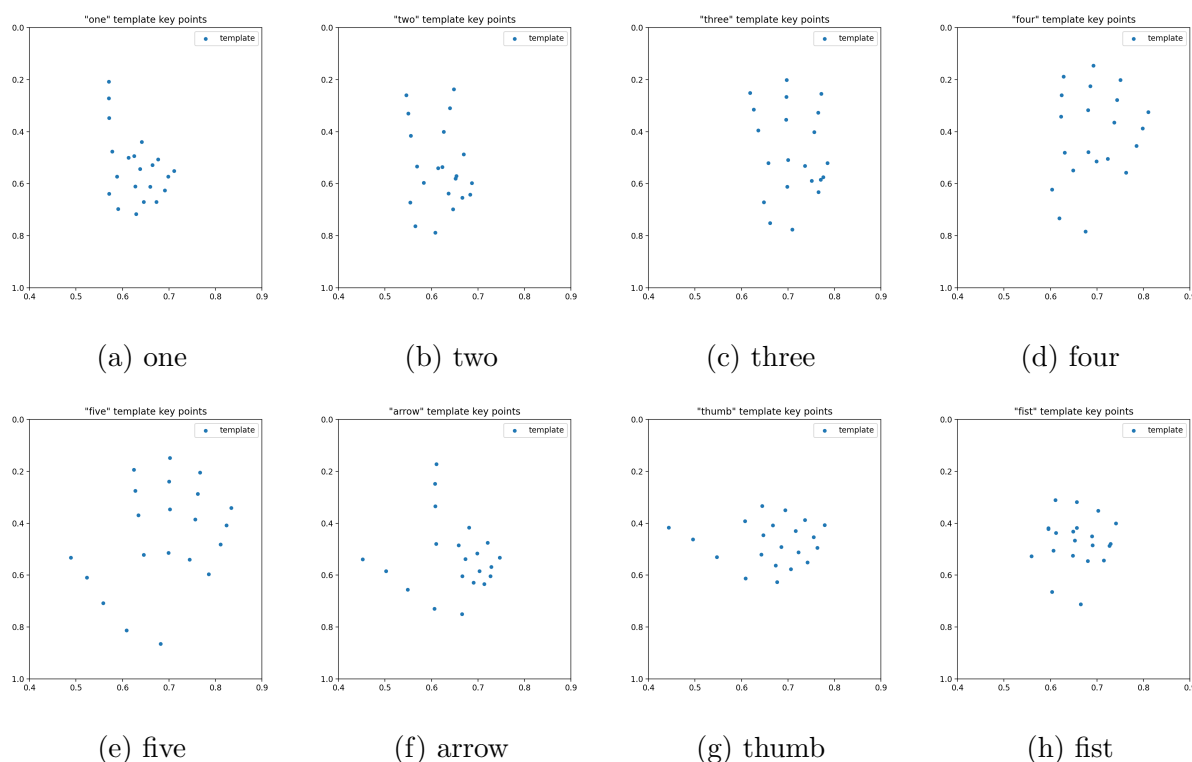 "one" template key points
"two" template key points
"three" template key points
"four" template key points
template
template
template
template
0.0
0.2
0.4
0.6
0.8
1.0
0.4 0.5 0.6 0.7 0.8 0.9
0.0
0.2
0.4
0.6
0.8
1.0
0.4 0.5 0.6 0.7 0.8 0.9
0.0
0.2
0.4
0.6
0.8
1.0
0.4 0.5 0.6 0.7 0.8 0.9
0.0
0.2
0.4
0.6
0.8
1.0
0.4 0.5 0.6 0.7 0.8
(a) one
(b) two
(c) three
(d) four
"five" template key points
"arrow" template key points
"thumb" template key points
"fist" template key points
template
template
template
template
0.0
0.2
0.4
0.6
0.8
1.0
0.4 0.5 0.6 0.7 0.8 0.9
0.0
0.2
0.4
0.6
0.8
1.0
0.4 0.5 0.6 0.7 0.8 0.9
0.0
0.2
0.4
0.6
0.8
1.0
0.4 0.5 0.6 0.7 0.8 0.9
0.0
0.2
0.4
0.6
0.8
1.0
0.4 0.5 0.6 0.7 0.8
(e) five
(f) arrow
(g) thumb
(h) fist